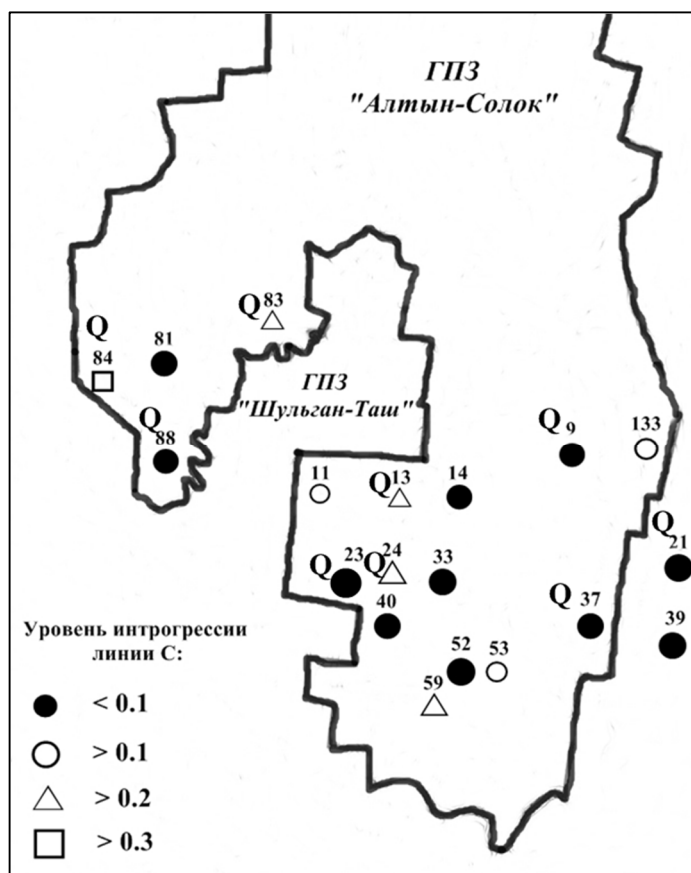 ГПЗ
"Алтын-Солок"
Q 83
Q
84
81
ГПЗ
"Шульган-Таш"
Q
88
Q 9
133
11
Q 13
14
Q
21
Q 23
Q 24
33
40
Q 37
39
52
53
59
Уровень интрогрессии
линии С:
< 0.1
> 0.1
> 0.2
> 0.3